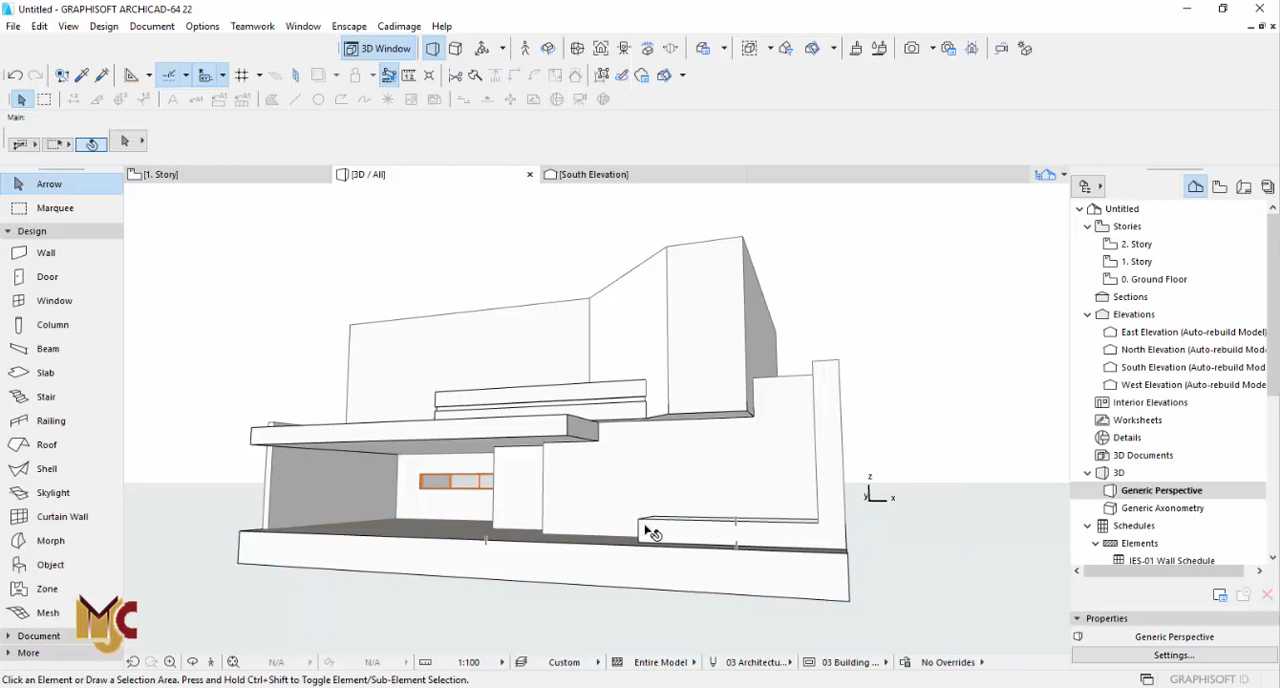 Untitled - GRAPHISOFT ARCHICAD-64 22
File Edit View Design Document Options Teamwork Window Enscape Cadimage Help
3D Window
Main:
[1. Story]
[3D / All]
[South Elevation]
Arrow
Marquee
Design
Wall
Door
Window
Column
Beam
Slab
Stair
Railing
Roof
Shell
Skylight
Curtain Wall
Morph
Object
Zone
Mesh
Document
More
MJC
z
y x
Untitled
Stories
2. Story
1. Story
0. Ground Floor
Sections
Elevations
East Elevation (Auto-rebuild Model)
North Elevation (Auto-rebuild Mode
South Elevation (Auto-rebuild Mod
West Elevation (Auto-rebuild Mode
Interior Elevations
Worksheets
Details
3D Documents
3D
Generic Perspective
Generic Axonometry
Schedules
Elements
IES-01 Wall Schedule
Properties
Generic Perspective
Settings...
N/A N/A 1:100 Custom Entire Model 03 Architectu... 03 Building ... No Overrides
Click an Element or Draw a Selection Area. Press and Hold Ctrl+Shift to Toggle Element/Sub-Element Selection.
GRAPHISOFT ID